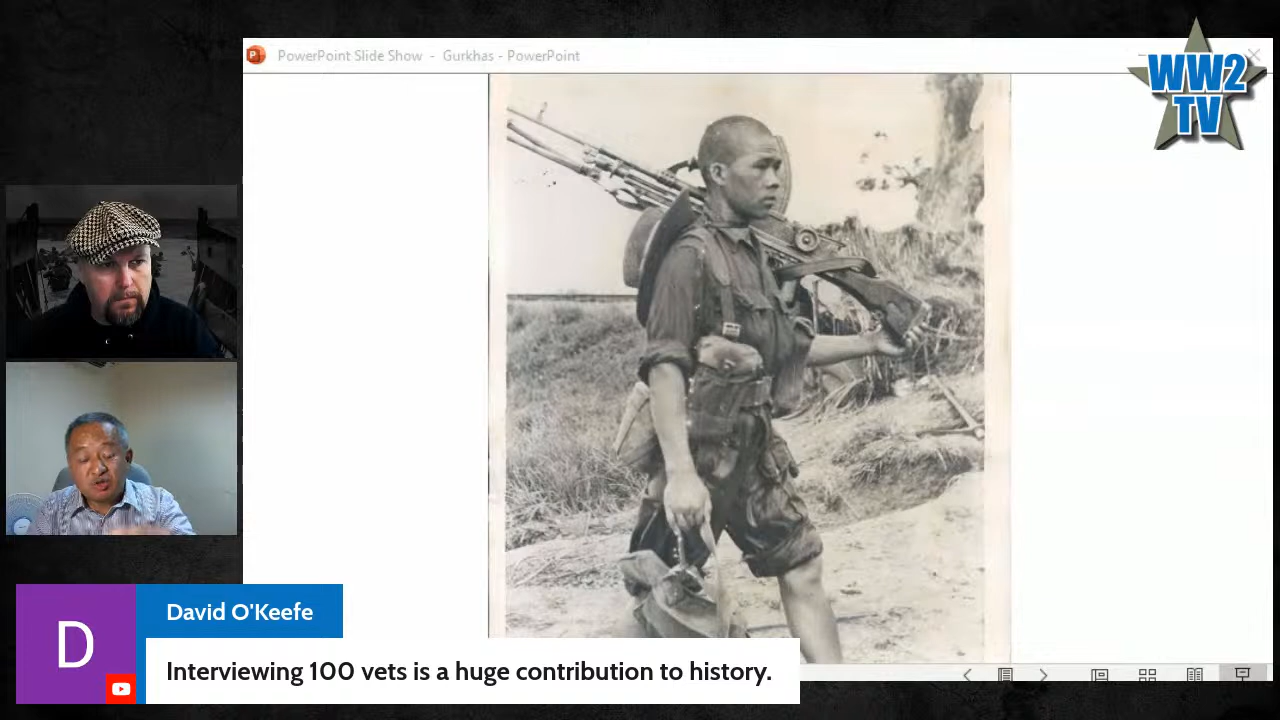 PowerPoint Slide Show - Gurkhas - PowerPoint
WW2
TV
D
David O'Keefe
Interviewing 100 vets is a huge contribution to history.